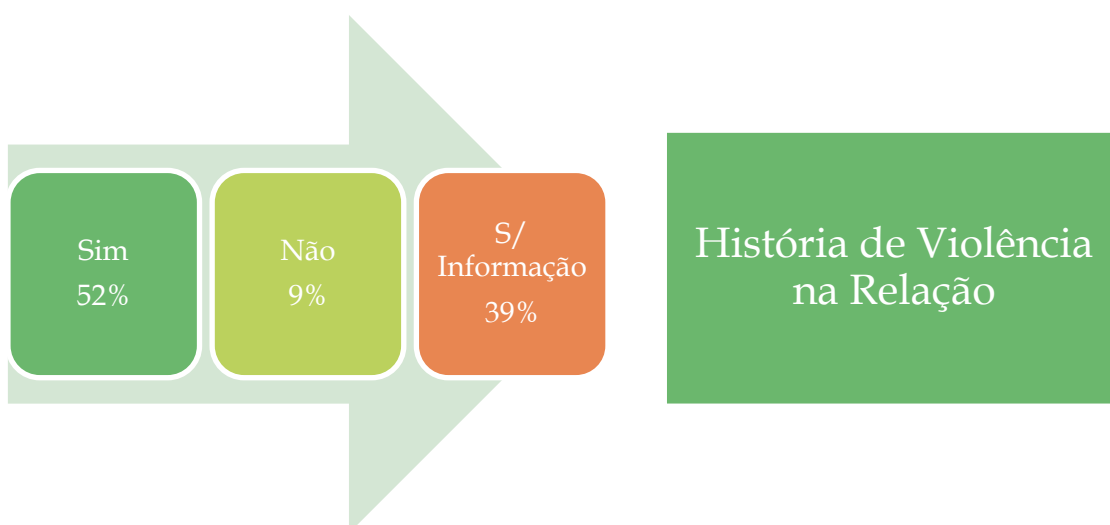 Sim
52%
Não
9%
S/
Informação
39%
História de Violência
na Relação